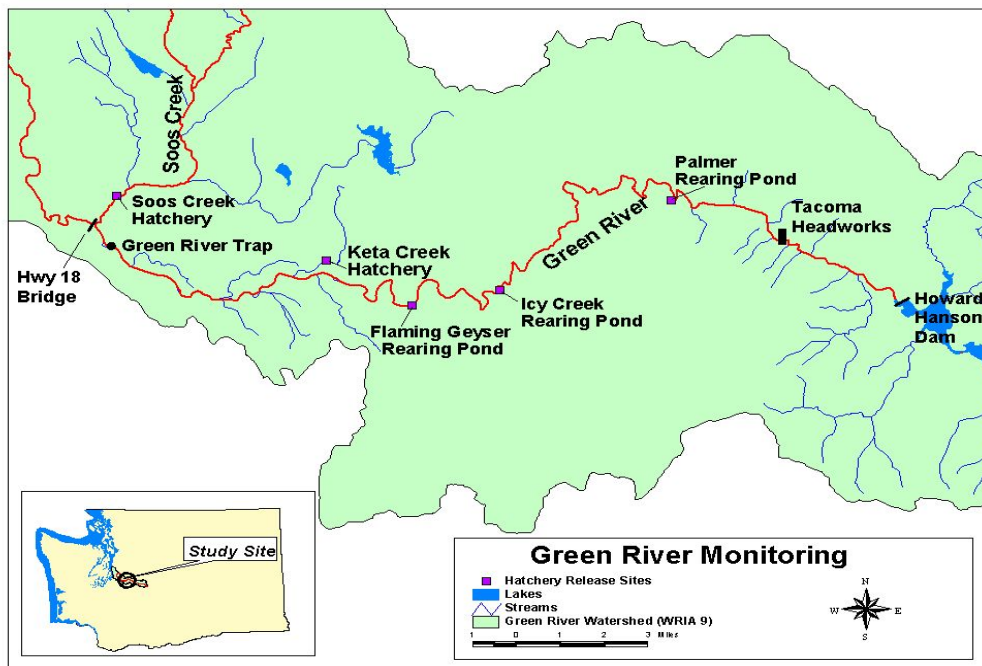 Soos Creek
Soos Creek
Hatchery
Green River Trap
Hwy 18
Bridge
Keta Creek
Hatchery
Flaming Geyser
Rearing Pond
Icy Creek
Rearing Pond
Green River
Palmer
Rearing Pond
Tacoma
Headworks
Howard
Hanson
Dam
Study Site
Green River Monitoring
Hatchery Release Sites
Lakes
Streams
Green River Watershed (WRIA 9)
1 0 1 2 3 Miles
N
W E
S